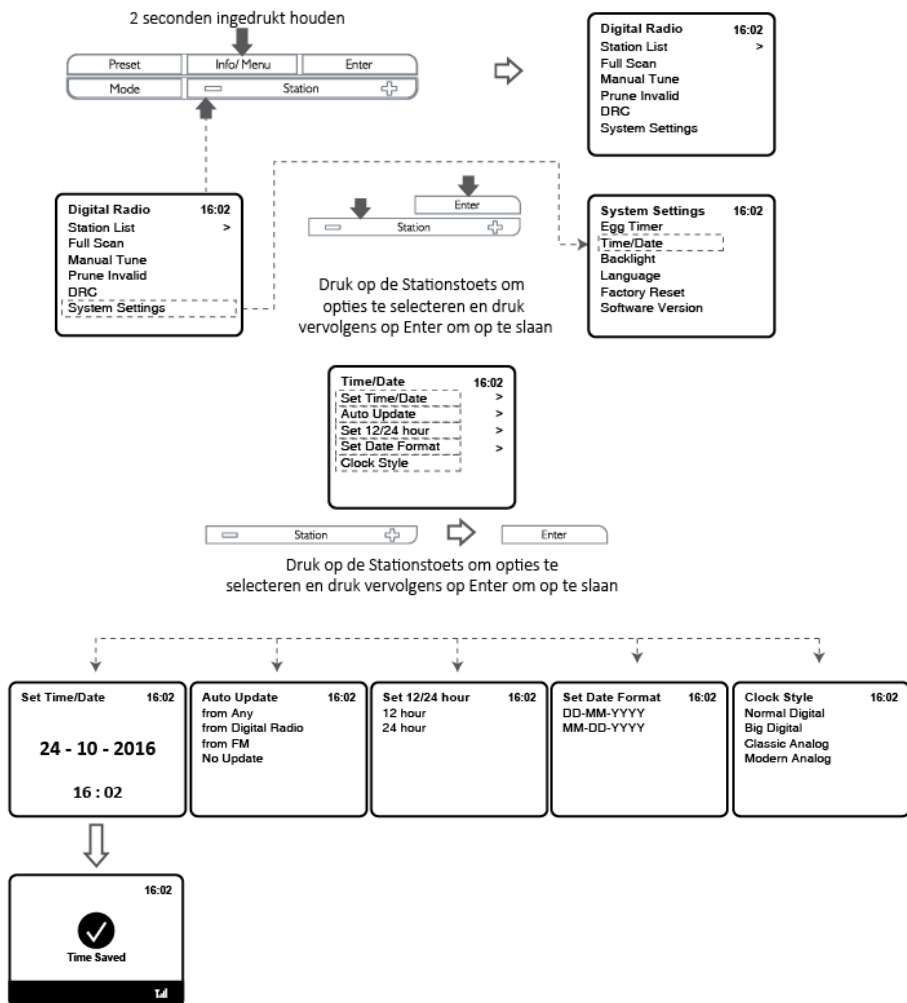 2 seconden ingedrukt houden
Preset Info/ Menu Enter
Mode Station
Digital Radio 16:02
Station List >
Full Scan
Manual Tune
Prune Invalid
DRC
System Settings
Digital Radio 16:02
Station List >
Full Scan
Manual Tune
Prune Invalid
DRC
System Settings
Enter
Station
Druk op de Stationstoets om
opties te selecteren en druk
vervolgens op Enter om op te slaan
System Settings 16:02
Egg Timer
Time/Date
Backlight
Language
Factory Reset
Software Version
Time/Date 16:02
Set Time/Date >
Auto Update >
Set 12/24 hour >
Set Date Format >
Clock Style
Station Enter
Druk op de Stationstoets om opties te
selecteren en druk vervolgens op Enter om op te slaan
Set Time/Date 16:02
24 - 10 - 2016
16 : 02
Auto Update 16:02
from Any
from Digital Radio
from FM
No Update
Set 12/24 hour 16:02
12 hour
24 hour
Set Date Format 16:02
DD-MM-YYYY
MM-DD-YYYY
Clock Style 16:02
Normal Digital
Big Digital
Classic Analog
Modern Analog
16:02
Time Saved